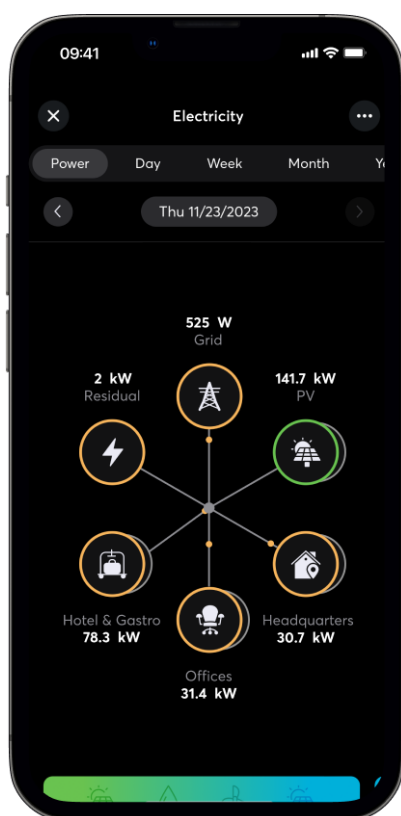 09:41
Electricity
Power Day Week Month
Thu 11/23/2023
525 W
Grid
2 kW
Residual
141.7 kW
PV
Hotel & Gastro
78.3 kW
Headquarters
30.7 kW
Offices
31.4 kW